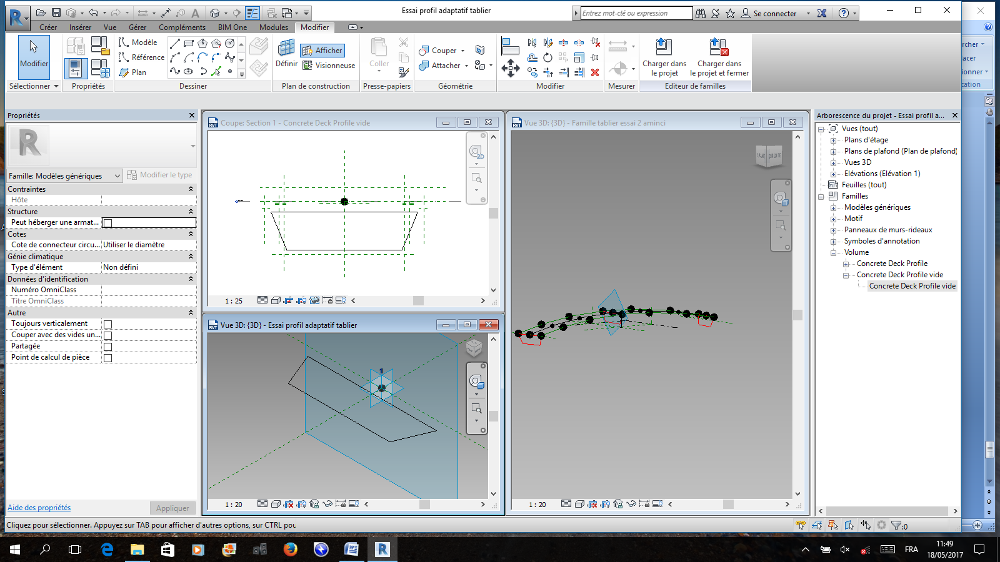 Essai profil adaptatif tablier
Entrez mot-clé ou expression
Se connecter
Créer Insérer Vue Gérer Compléments BIM One Modules Modifier
Modifier
Modèle
Référence
Plan
Définir
Afficher
Visionneuse
Coller
Couper
Attacher
Charger dans le projet
Charger dans le projet et fermer
Sélectionner Propriétés Dessiner Plan de construction Presse-papiers Géométrie Modifier Mesurer Editeur de familles
Propriétés
Famille: Modèles génériques
Modifier le type
Contraintes
Hôte
Structure
Peut héberger une armat...
Cotes
Cote de connecteur circu... Utiliser le diamètre
Génie climatique
Type d'élément Non défini
Données d'identification
Numéro OmniClass
Titre OmniClass
Autre
Toujours verticalement
Couper avec des vides un...
Partagée
Point de calcul de pièce
Aide des propriétés
Appliquer
Coupe: Section 1 - Concrete Deck Profile vide
2D
1 : 25
Vue 3D: {3D} - Essai profil adaptatif tablier
1
1 : 20
Vue 3D: {3D} - Famille tablier essai 2 aminci
DROITE
1 : 20
Arborescence du projet - Essai profil a...
Vues (tout)
Plans d'étage
Plans de plafond (Plan de plafond)
Vues 3D
Elévations (Elévation 1)
Feuilles (tout)
Familles
Modèles génériques
Motif
Panneaux de murs-rideaux
Symboles d'annotation
Volume
Concrete Deck Profile
Concrete Deck Profile vide
Concrete Deck Profile vide
Cliquez pour sélectionner. Appuyez sur TAB pour afficher d'autres options, sur CTRL pou
:0
FRA
11:49
18/05/2017